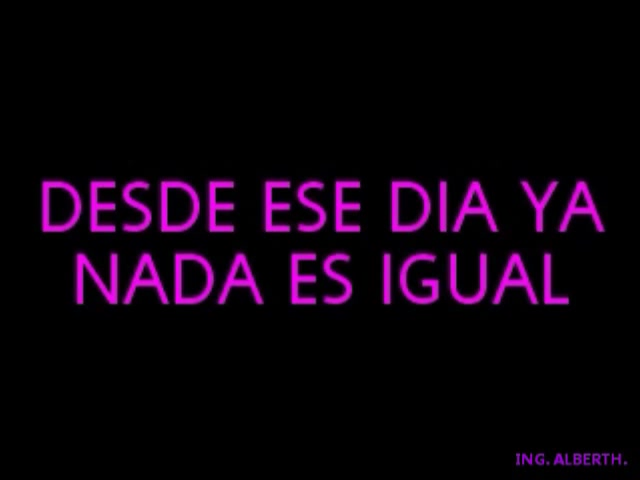 DESDE ESE DIA YA
NADA ES IGUAL
ING. ALBERTH.